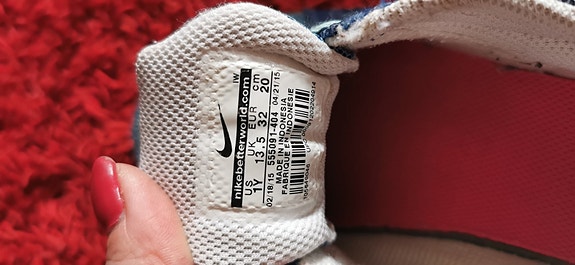 nikebetterworld.com
US UK EUR cm
1Y 13.5 32 20
02/18/15 555091-404 04/21/15
MADE IN INDONESIA
FABRIQUE EN INDONESIE